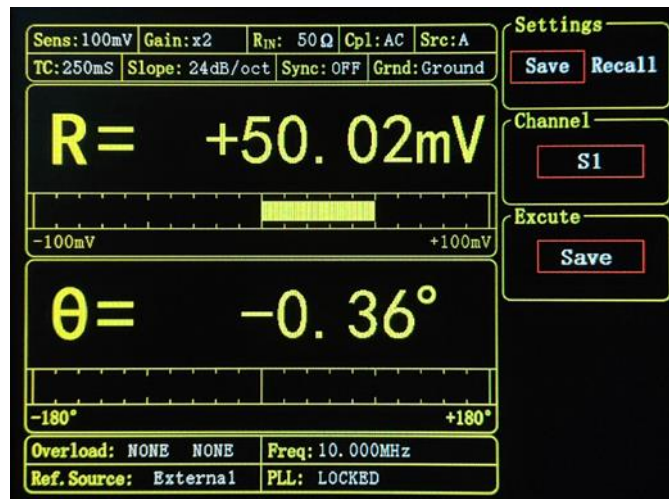 Sens:100mV Gain:x2 RIN: 50Ω Cpl:AC Src:A
TC:250mS Slope: 24dB/oct Sync: OFF Grnd:Ground
R= +50.02mV
-100mV +100mV
θ= -0.36°
-180° +180°
Overload: NONE NONE Freq:10.000MHz
Ref.Source: External PLL: LOCKED
Settings
Save Recall
Channel
S1
Excute
Save